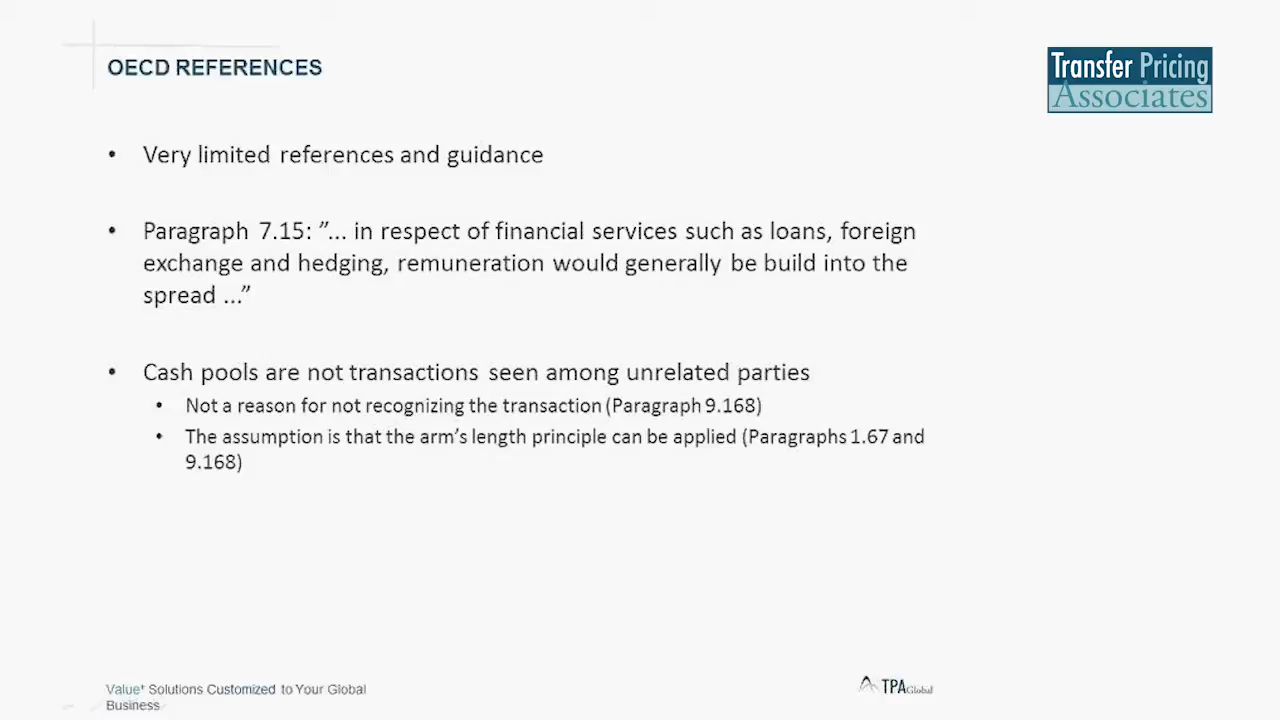 OECD REFERENCES
Transfer Pricing
Associates
• Very limited references and guidance
• Paragraph 7.15: ”... in respect of financial services such as loans, foreign
exchange and hedging, remuneration would generally be build into the
spread ...”
• Cash pools are not transactions seen among unrelated parties
• Not a reason for not recognizing the transaction (Paragraph 9.168)
• The assumption is that the arm’s length principle can be applied (Paragraphs 1.67 and
9.168)
Value⁺ Solutions Customized to Your Global
Business
TPA Global